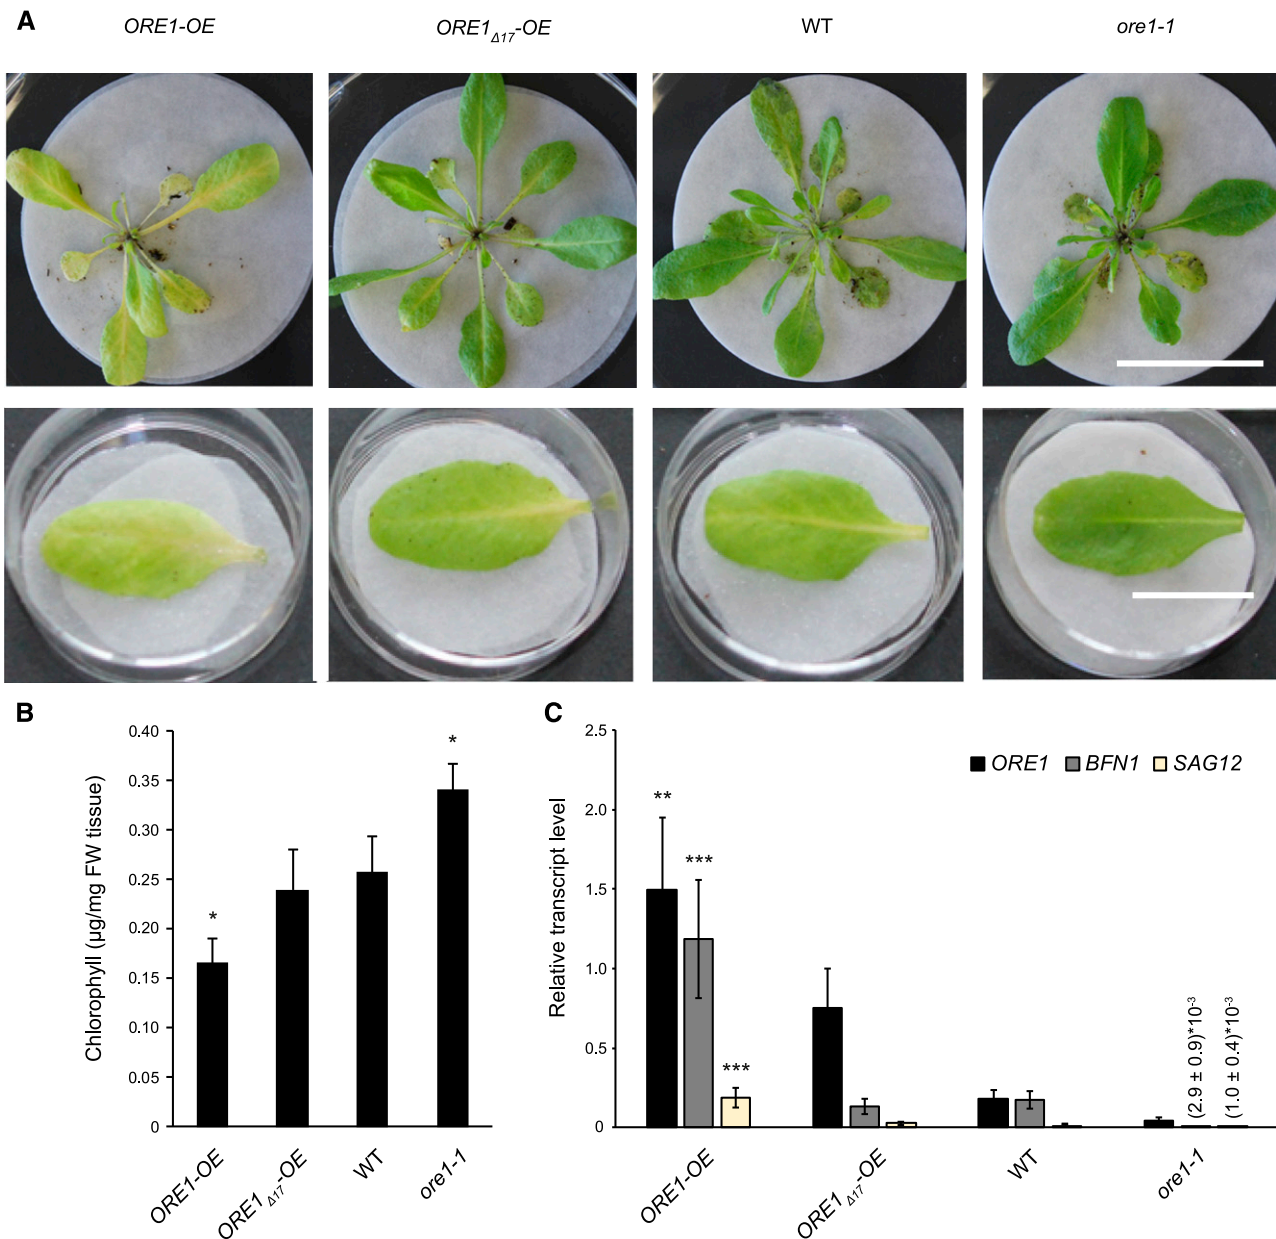 A
ORE1-OE
ORE1Δ17-OE
WT
ore1-1
B
Chlorophyll (µg/mg FW tissue)
0.40
0.35
0.30
0.25
0.20
0.15
0.10
0.05
0
*
*
ORE1-OE
ORE1Δ17-OE
WT
ore1-1
C
Relative transcript level
2.5
2.0
1.5
1.0
0.5
0
ORE1
BFN1
SAG12
**
***
***
(2.9 ± 0.9)*10-3
(1.0 ± 0.4)*10-3
ORE1-OE
ORE1Δ17-OE
WT
ore1-1